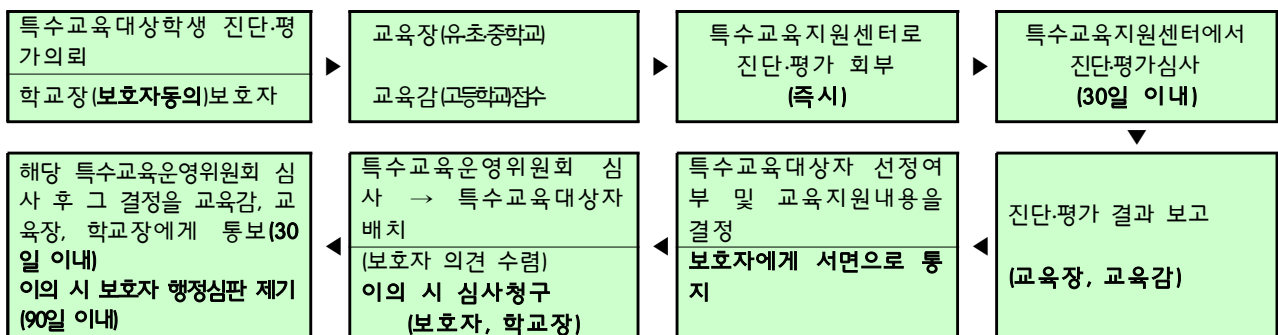 특수교육대상학생 진단·평
가의뢰
학교장(보호자동의)보호자
▶
교육장(유·초·중학교)
교육감(고등학교)접수
▶
특수교육지원센터로
진단·평가 회부
(즉시)
▶
특수교육지원센터에서
진단·평가심사
(30일 이내)
▼
진단·평가 결과 보고
(교육장, 교육감)
◀
특수교육대상자 선정여
부 및 교육지원내용을
결정
보호자에게 서면으로 통
지
◀
특수교육운영위원회 심
사 → 특수교육대상자
배치
(보호자 의견 수렴)
이의 시 심사청구
(보호자, 학교장)
◀
해당 특수교육운영위원회 심
사 후 그 결정을 교육감, 교
육장, 학교장에게 통보(30
일 이내)
이의 시 보호자 행정심판 제기
(90일 이내)